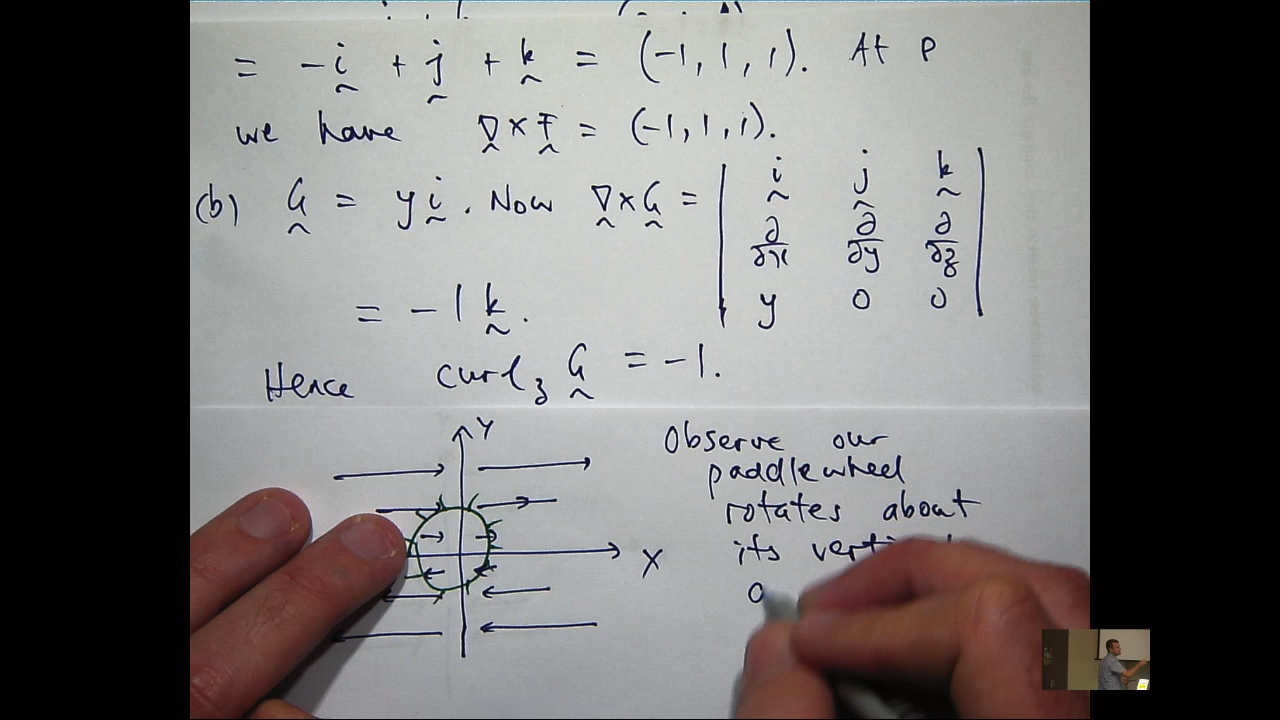 = -i + j + k = (-1, 1, 1). At P
we have ∇×F = (-1, 1, 1).
(b) G = y i. Now ∇×G = | i j k |
∂/∂x ∂/∂y ∂/∂z
y 0 0
= -1 k.
Hence curl_z G = -1.
Y
X
Observe our
paddlewheel
rotates about
its